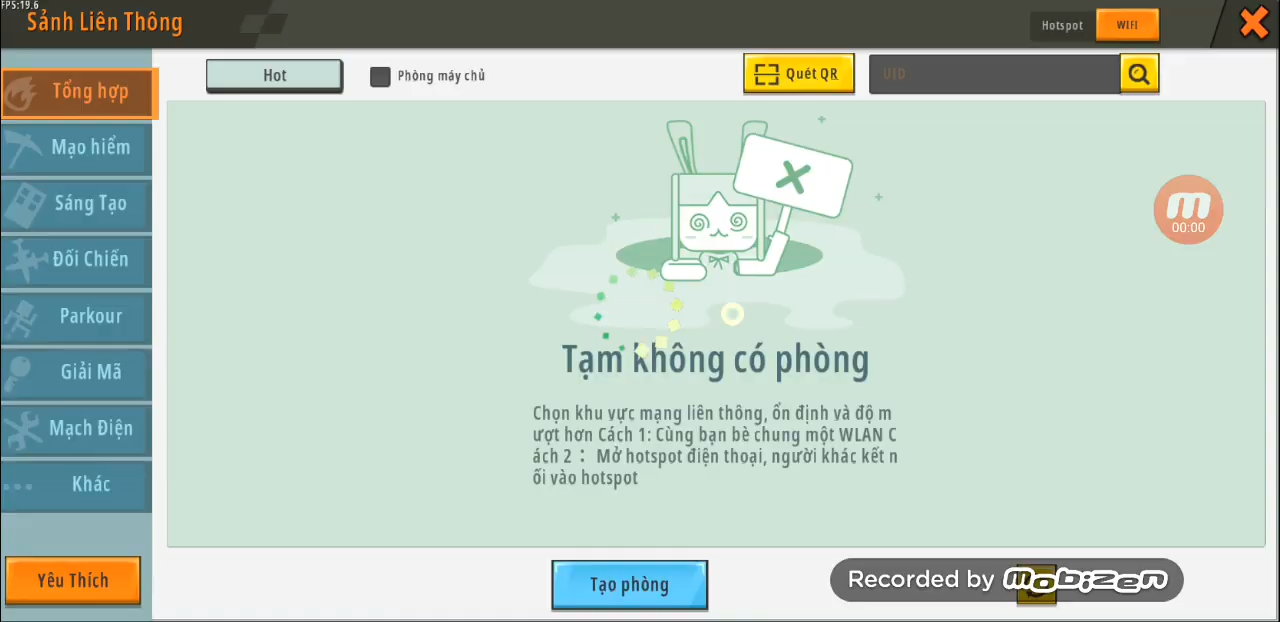 FPS:19.6
Sảnh Liên Thông
Hotspot
WIFI
Tổng hợp
Hot
Phòng máy chủ
Quét QR
UID
Mạo hiểm
Sáng Tạo
Đối Chiến
Parkour
Giải Mã
Mạch Điện
Khác
Yêu Thích
00:00
Tạm không có phòng
Chọn khu vực mạng liên thông, ổn định và độ m
ượt hơn Cách 1: Cùng bạn bè chung một WLAN C
ách 2： Mở hotspot điện thoại, người khác kết n
ối vào hotspot
Tạo phòng
Recorded by mobizen